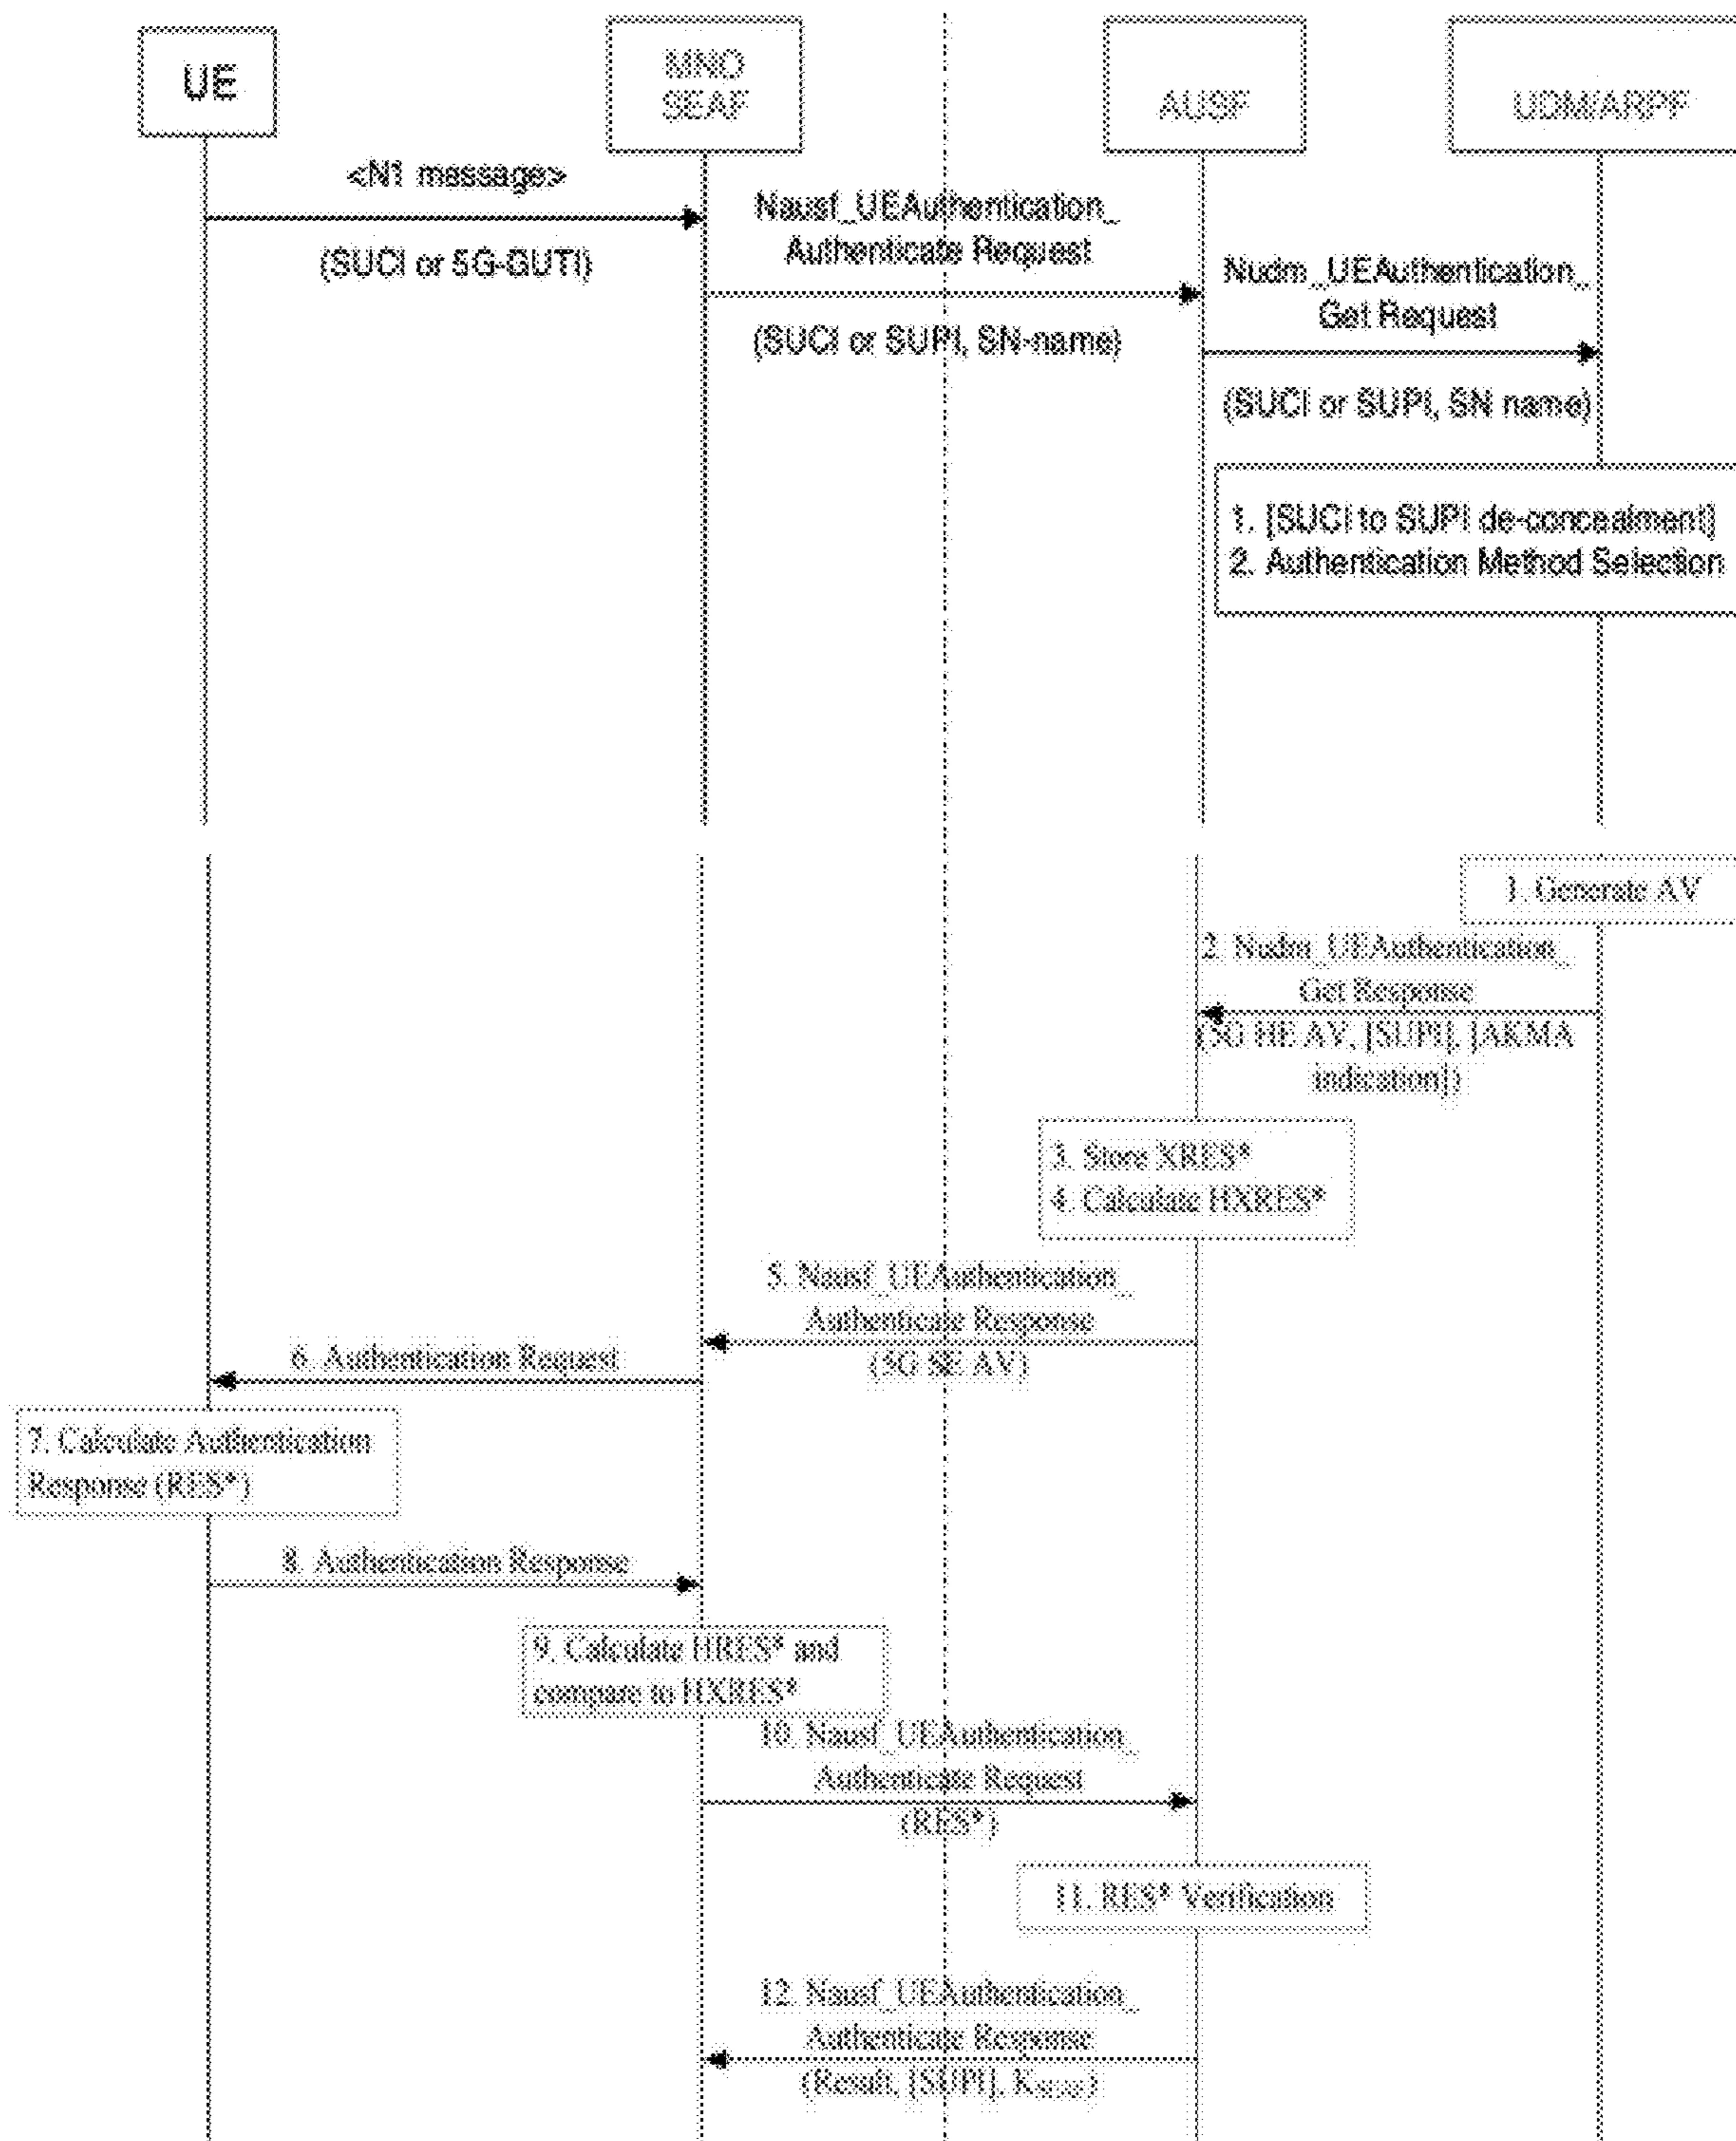 UE
MNO
SEAF
AUSF
UDM/ARPF
<N1 message>
(SUCI or 5G-GUTI)
Nausf_UEAuthentication_
Authenticate Request
(SUCI or SUPI, SN-name)
Nudm_UEAuthentication_
Get Request
(SUCI or SUPI, SN name)
1. [SUCI to SUPI de-concealment]
2. Authentication Method Selection
1. Generate AV
2. Nudm_UEAuthentication_
Get Response
(5G HE AV, [SUPI], [AKMA
indication])
3. Store XRES*
4. Calculate HXRES*
5. Nausf_UEAuthentication_
Authenticate Response
(5G SE AV)
6. Authentication Request
7. Calculate Authentication
Response (RES*)
8. Authentication Response
9. Calculate HRES* and
compare to HXRES*
10. Nausf_UEAuthentication_
Authenticate Request
(RES*)
11. RES* Verification
12. Nausf_UEAuthentication_
Authenticate Response
(Result, [SUPI], KSEAF)